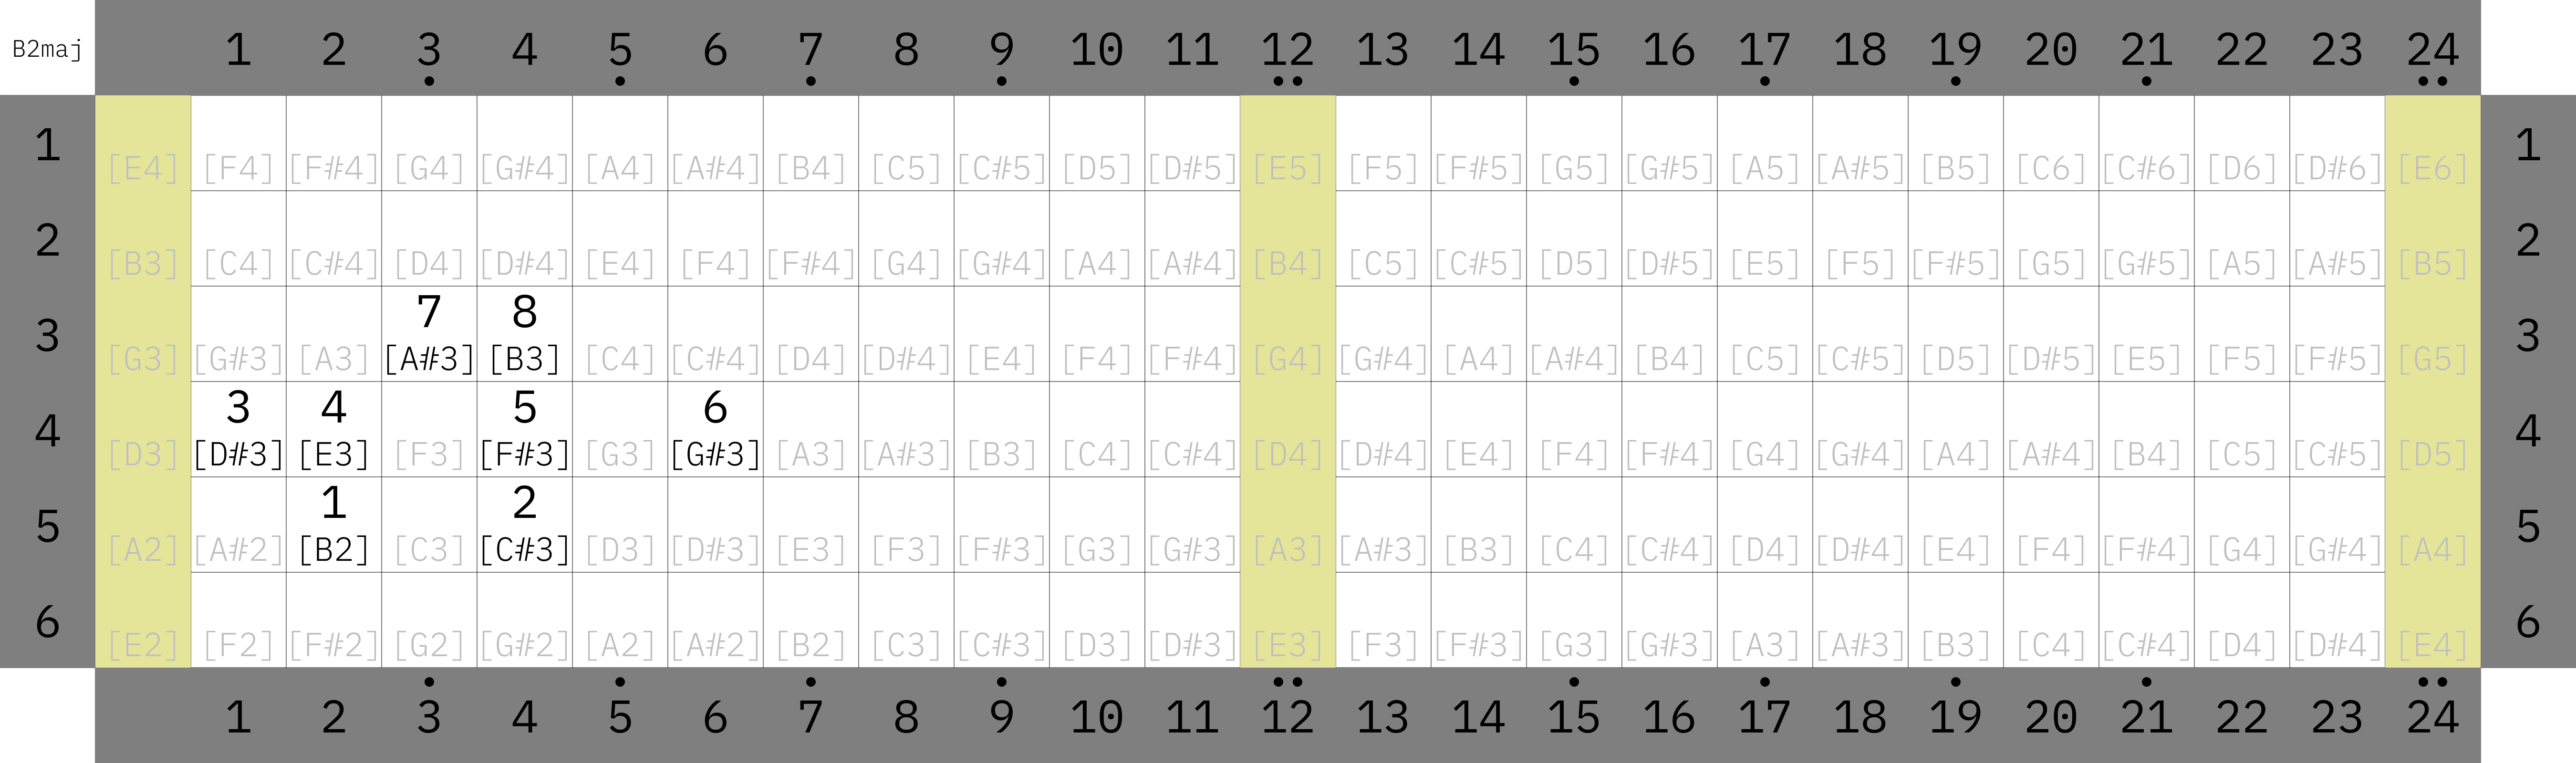 B2maj 1 2 3 4 5 6 7 8 9 10 11 12 13 14 15 16 17 18 19 20 21 22 23 24
1 [E4] [F4] [F#4] [G4] [G#4] [A4] [A#4] [B4] [C5] [C#5] [D5] [D#5] [E5] [F5] [F#5] [G5] [G#5] [A5] [A#5] [B5] [C6] [C#6] [D6] [D#6] [E6] 1
2 [B3] [C4] [C#4] [D4] [D#4] [E4] [F4] [F#4] [G4] [G#4] [A4] [A#4] [B4] [C5] [C#5] [D5] [D#5] [E5] [F5] [F#5] [G5] [G#5] [A5] [A#5] [B5] 2
7 8
3 [G3] [G#3] [A3] [A#3] [B3] [C4] [C#4] [D4] [D#4] [E4] [F4] [F#4] [G4] [G#4] [A4] [A#4] [B4] [C5] [C#5] [D5] [D#5] [E5] [F5] [F#5] [G5] 3
3 4 5 6
4 [D3] [D#3] [E3] [F3] [F#3] [G3] [G#3] [A3] [A#3] [B3] [C4] [C#4] [D4] [D#4] [E4] [F4] [F#4] [G4] [G#4] [A4] [A#4] [B4] [C5] [C#5] [D5] 4
1 2
5 [A2] [A#2] [B2] [C3] [C#3] [D3] [D#3] [E3] [F3] [F#3] [G3] [G#3] [A3] [A#3] [B3] [C4] [C#4] [D4] [D#4] [E4] [F4] [F#4] [G4] [G#4] [A4] 5
6 [E2] [F2] [F#2] [G2] [G#2] [A2] [A#2] [B2] [C3] [C#3] [D3] [D#3] [E3] [F3] [F#3] [G3] [G#3] [A3] [A#3] [B3] [C4] [C#4] [D4] [D#4] [E4] 6
1 2 3 4 5 6 7 8 9 10 11 12 13 14 15 16 17 18 19 20 21 22 23 24